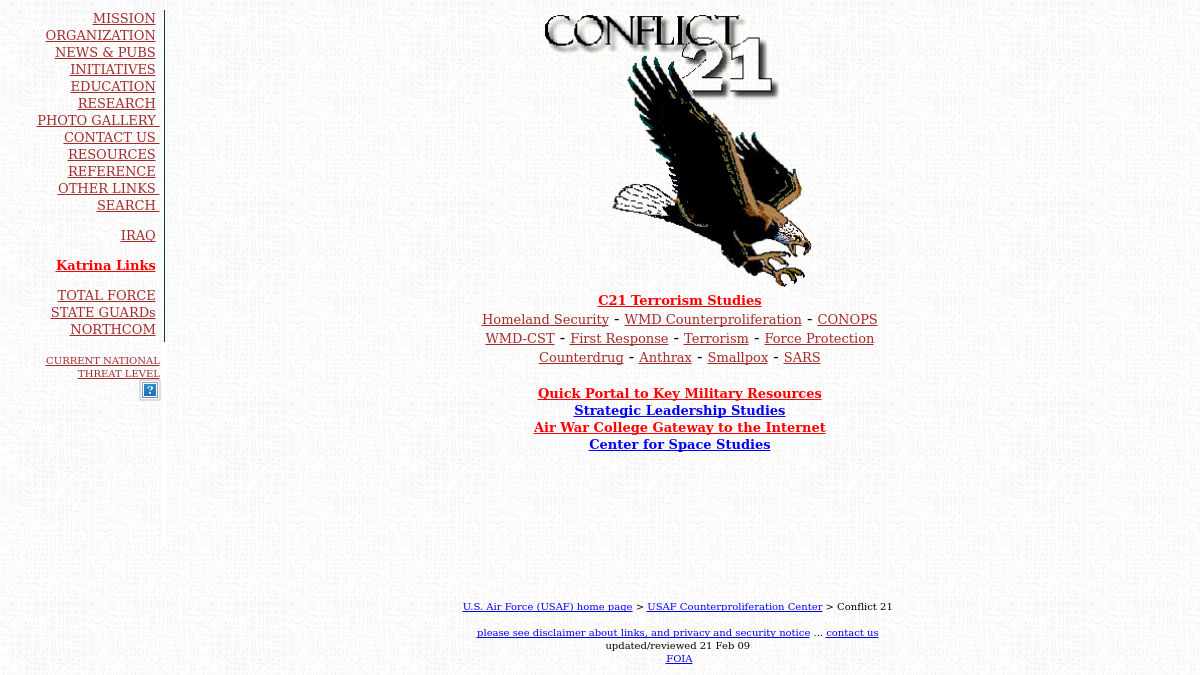 MISSION
ORGANIZATION
NEWS & PUBS
INITIATIVES
EDUCATION
RESEARCH
PHOTO GALLERY
CONTACT US
RESOURCES
REFERENCE
OTHER LINKS
SEARCH
IRAQ
Katrina Links
TOTAL FORCE
STATE GUARDs
NORTHCOM
CURRENT NATIONAL
THREAT LEVEL
?
CONFLICT
21
C21 Terrorism Studies
Homeland Security - WMD Counterproliferation - CONOPS
WMD-CST - First Response - Terrorism - Force Protection
Counterdrug - Anthrax - Smallpox - SARS
Quick Portal to Key Military Resources
Strategic Leadership Studies
Air War College Gateway to the Internet
Center for Space Studies
U.S. Air Force (USAF) home page > USAF Counterproliferation Center > Conflict 21
please see disclaimer about links, and privacy and security notice ... contact us
updated/reviewed 21 Feb 09
FOIA